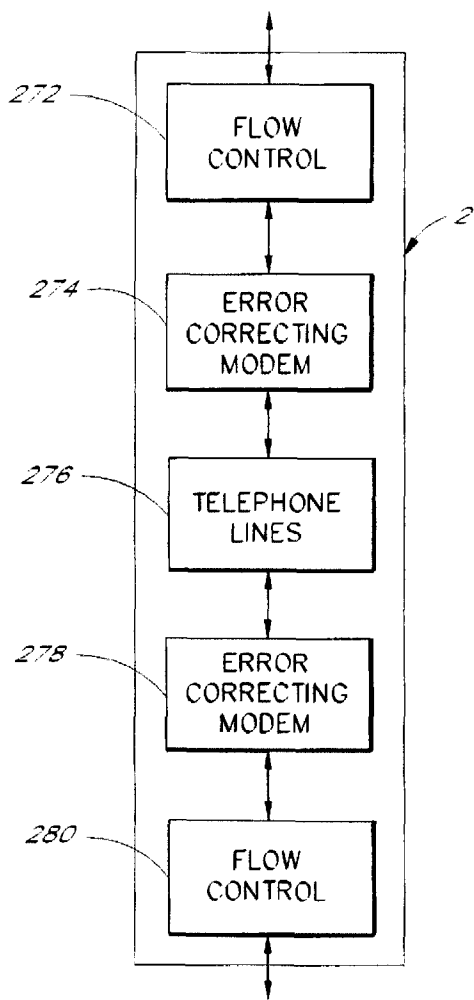 272
FLOW
CONTROL
2
274
ERROR
CORRECTING
MODEM
276
TELEPHONE
LINES
278
ERROR
CORRECTING
MODEM
280
FLOW
CONTROL